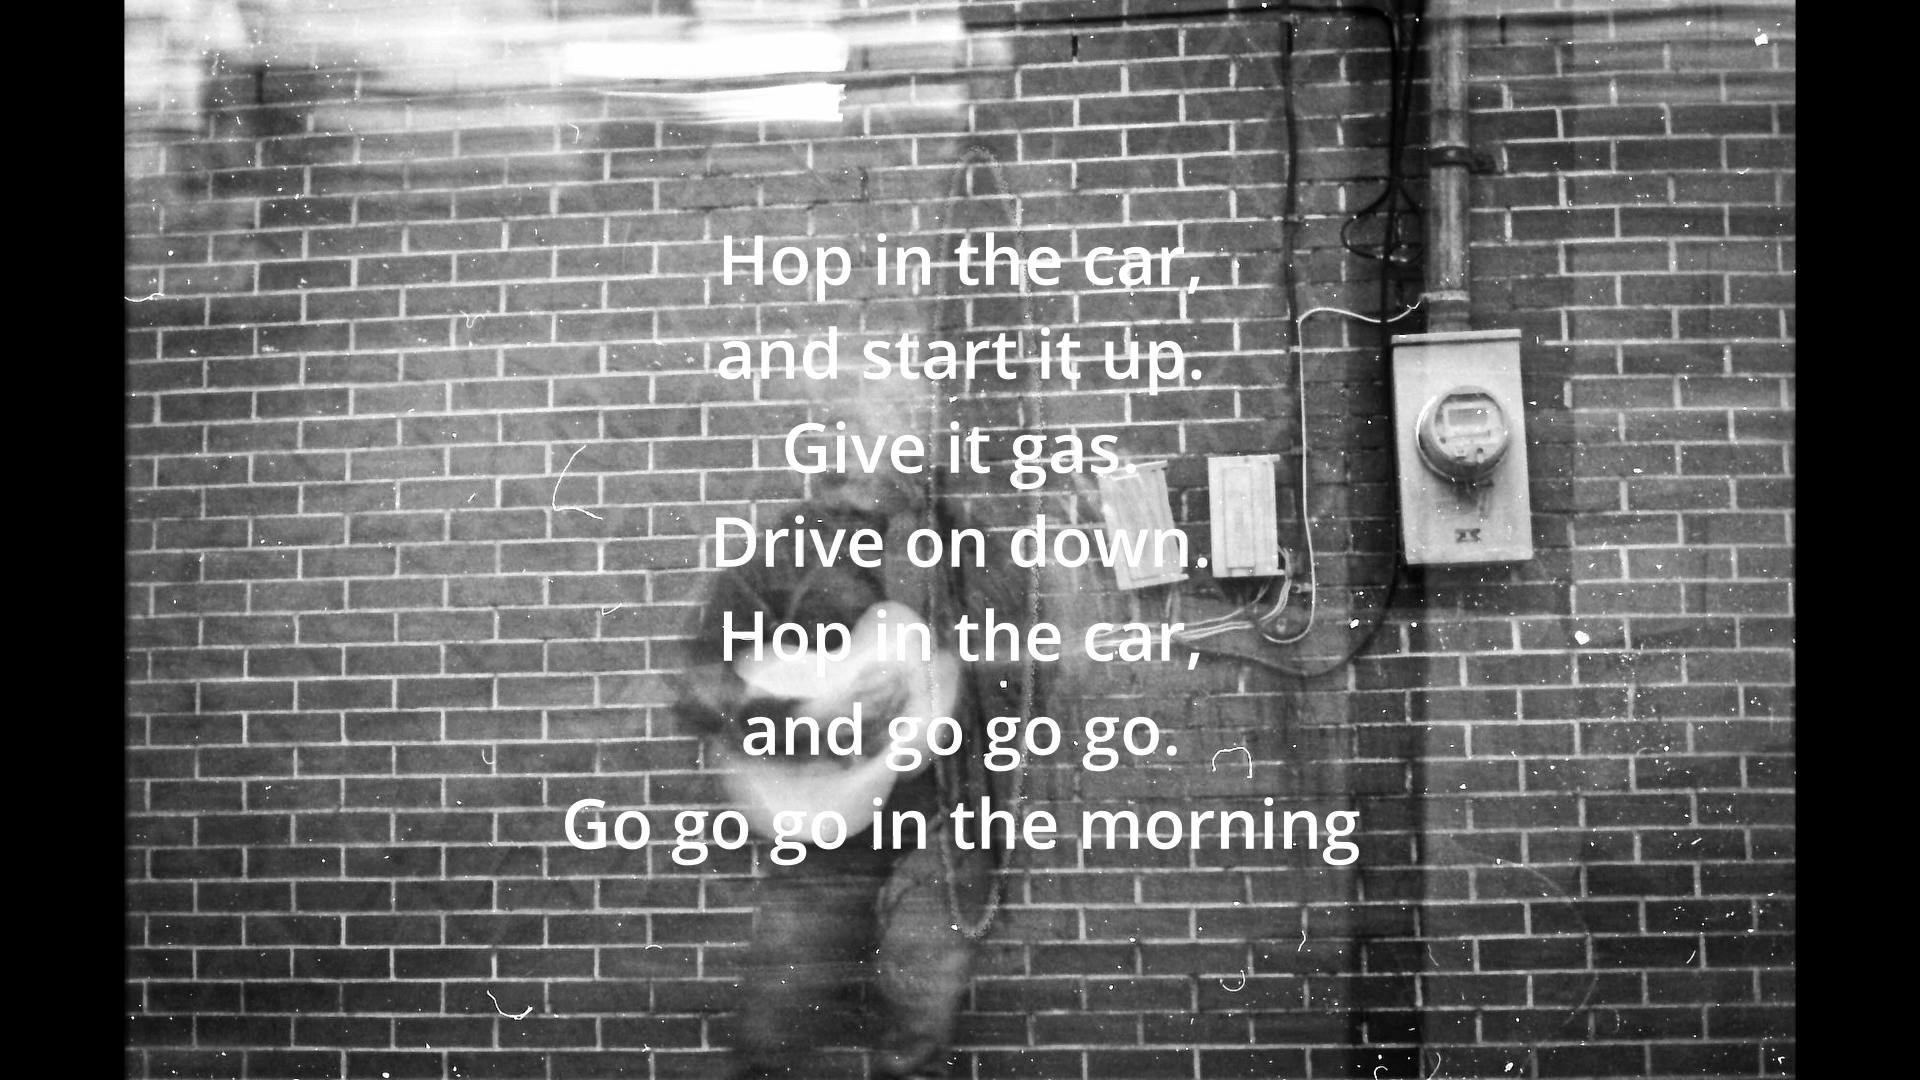 Hop in the car,
and start it up.
Give it gas.
Drive on down.
Hop in the car,
and go go go.
Go go go in the morning